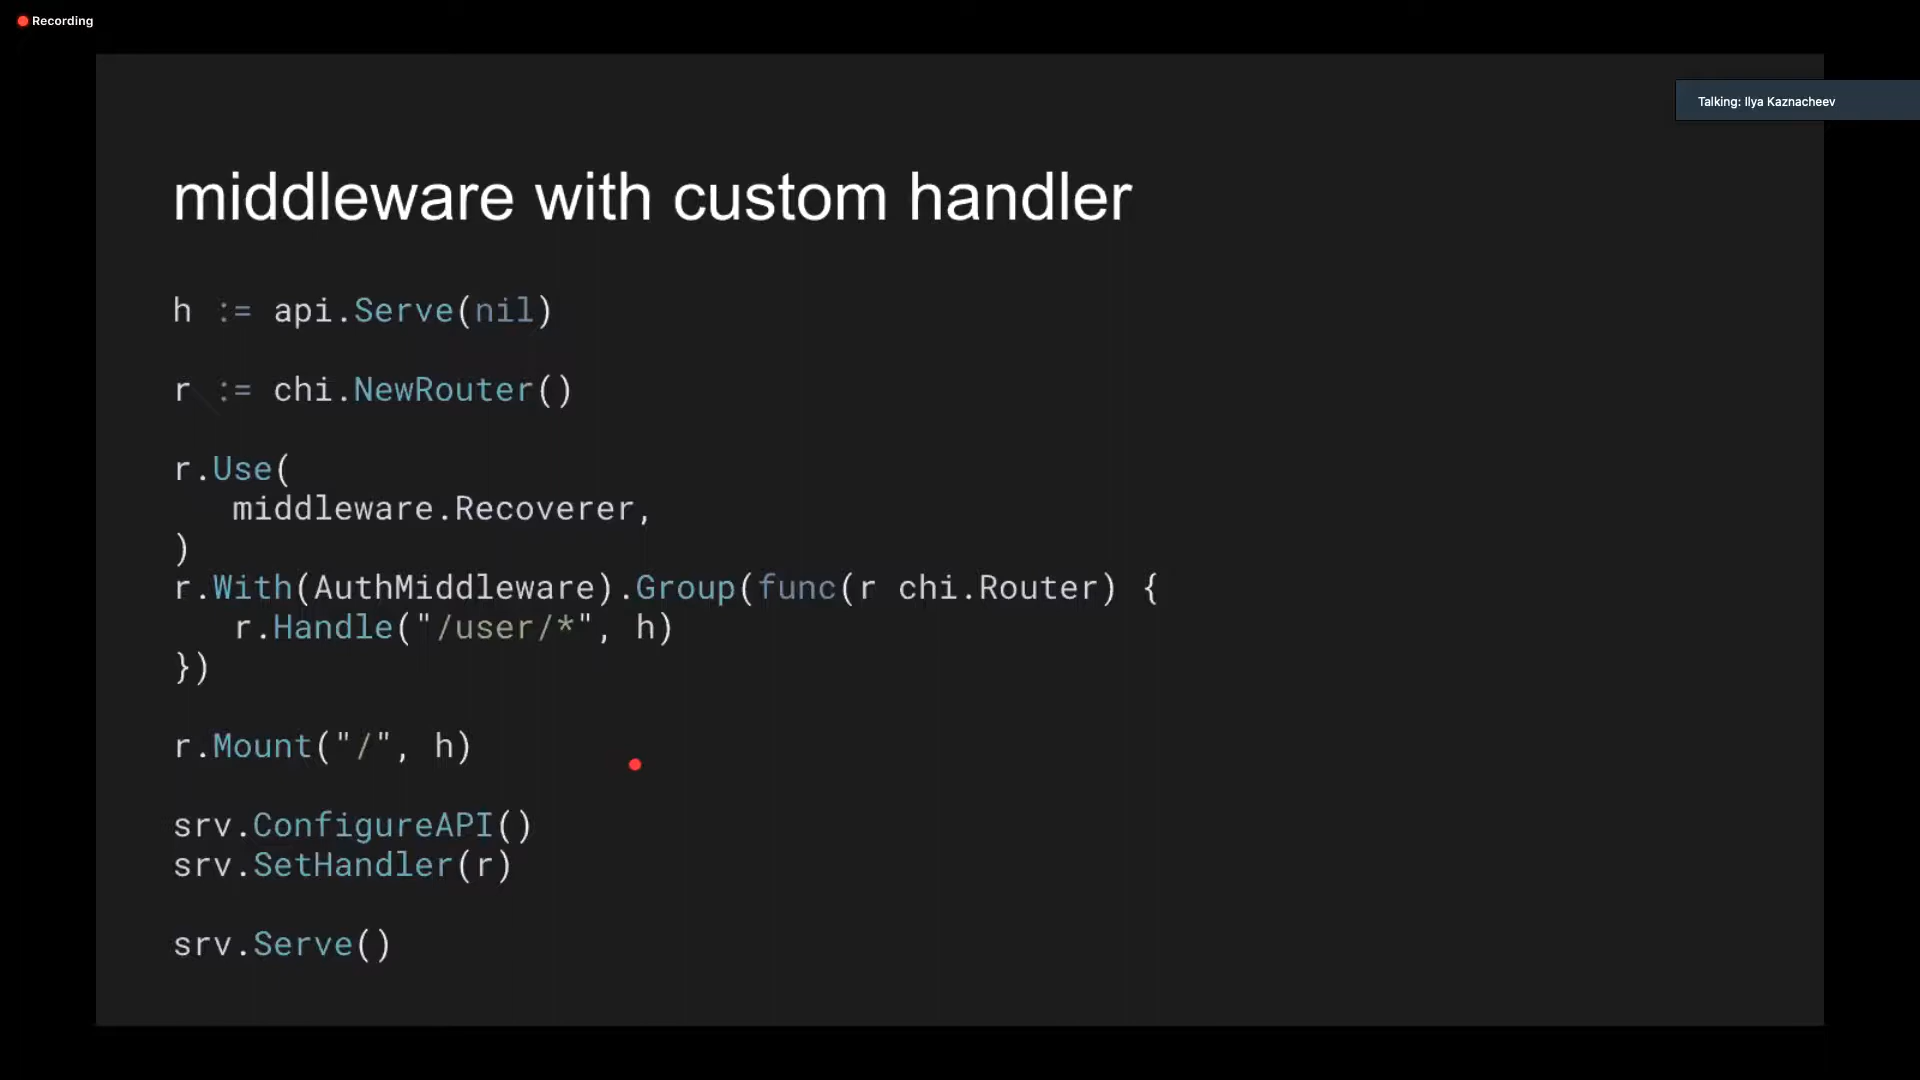 Recording
Talking: Ilya Kaznacheev
middleware with custom handler
h := api.Serve(nil)
r := chi.NewRouter()
r.Use(
middleware.Recoverer,
)
r.With(AuthMiddleware).Group(func(r chi.Router) {
r.Handle("/user/*", h)
})
r.Mount("/", h)
srv.ConfigureAPI()
srv.SetHandler(r)
srv.Serve()